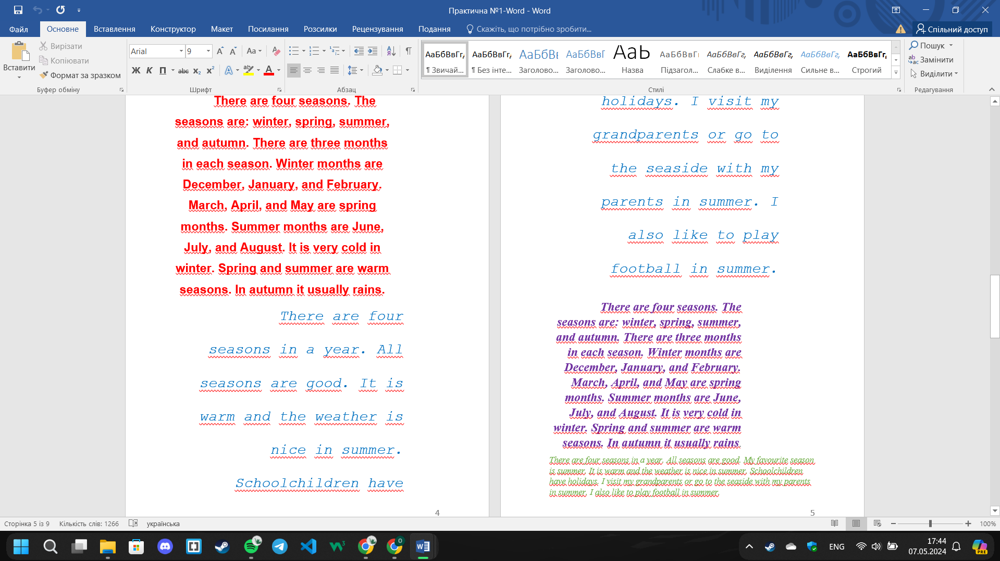 Практична №1-Word - Word
Файл Основне Вставлення Конструктор Макет Посилання Розсилки Рецензування Подання Скажіть, що потрібно зробити... Спільний доступ
Вставити
Вирізати
Копіювати
Формат за зразком
Буфер обміну
Arial 9
Шрифт
Абзац
АаБбВвГг, АаБбВвГг, АаБбВ АаБбВвГ АаЬ АаБбВвГ АаБбВвГг, АаБбВвГг, АаБбВвГг, АаБбВвГг,
¶ Звичай... ¶ Без інте... Заголово... Заголово... Назва Підзагол... Слабке в... Виділення Сильне в... Строгий
Стилі
Пошук
Замінити
Виділити
Редагування
There are four seasons. The
seasons are: winter, spring, summer,
and autumn. There are three months
in each season. Winter months are
December, January, and February.
March, April, and May are spring
months. Summer months are June,
July, and August. It is very cold in
winter. Spring and summer are warm
seasons. In autumn it usually rains.
There are four
seasons in a year. All
seasons are good. It is
warm and the weather is
nice in summer.
Schoolchildren have
4
holidays. I visit my
grandparents or go to
the seaside with my
parents in summer. I
also like to play
football in summer.
There are four seasons. The
seasons are: winter, spring, summer,
and autumn. There are three months
in each season. Winter months are
December, January, and February.
March, April, and May are spring
months. Summer months are June,
July, and August. It is very cold in
winter. Spring and summer are warm
seasons. In autumn it usually rains.
There are four seasons in a year. All seasons are good. My favourite season
is summer. It is warm and the weather is nice in summer. Schoolchildren
have holidays. I visit my grandparents or go to the seaside with my parents
in summer. I also like to play football in summer.
5
Сторінка 5 із 9 Кількість слів: 1266 українська 100%
ENG
17:44
07.05.2024